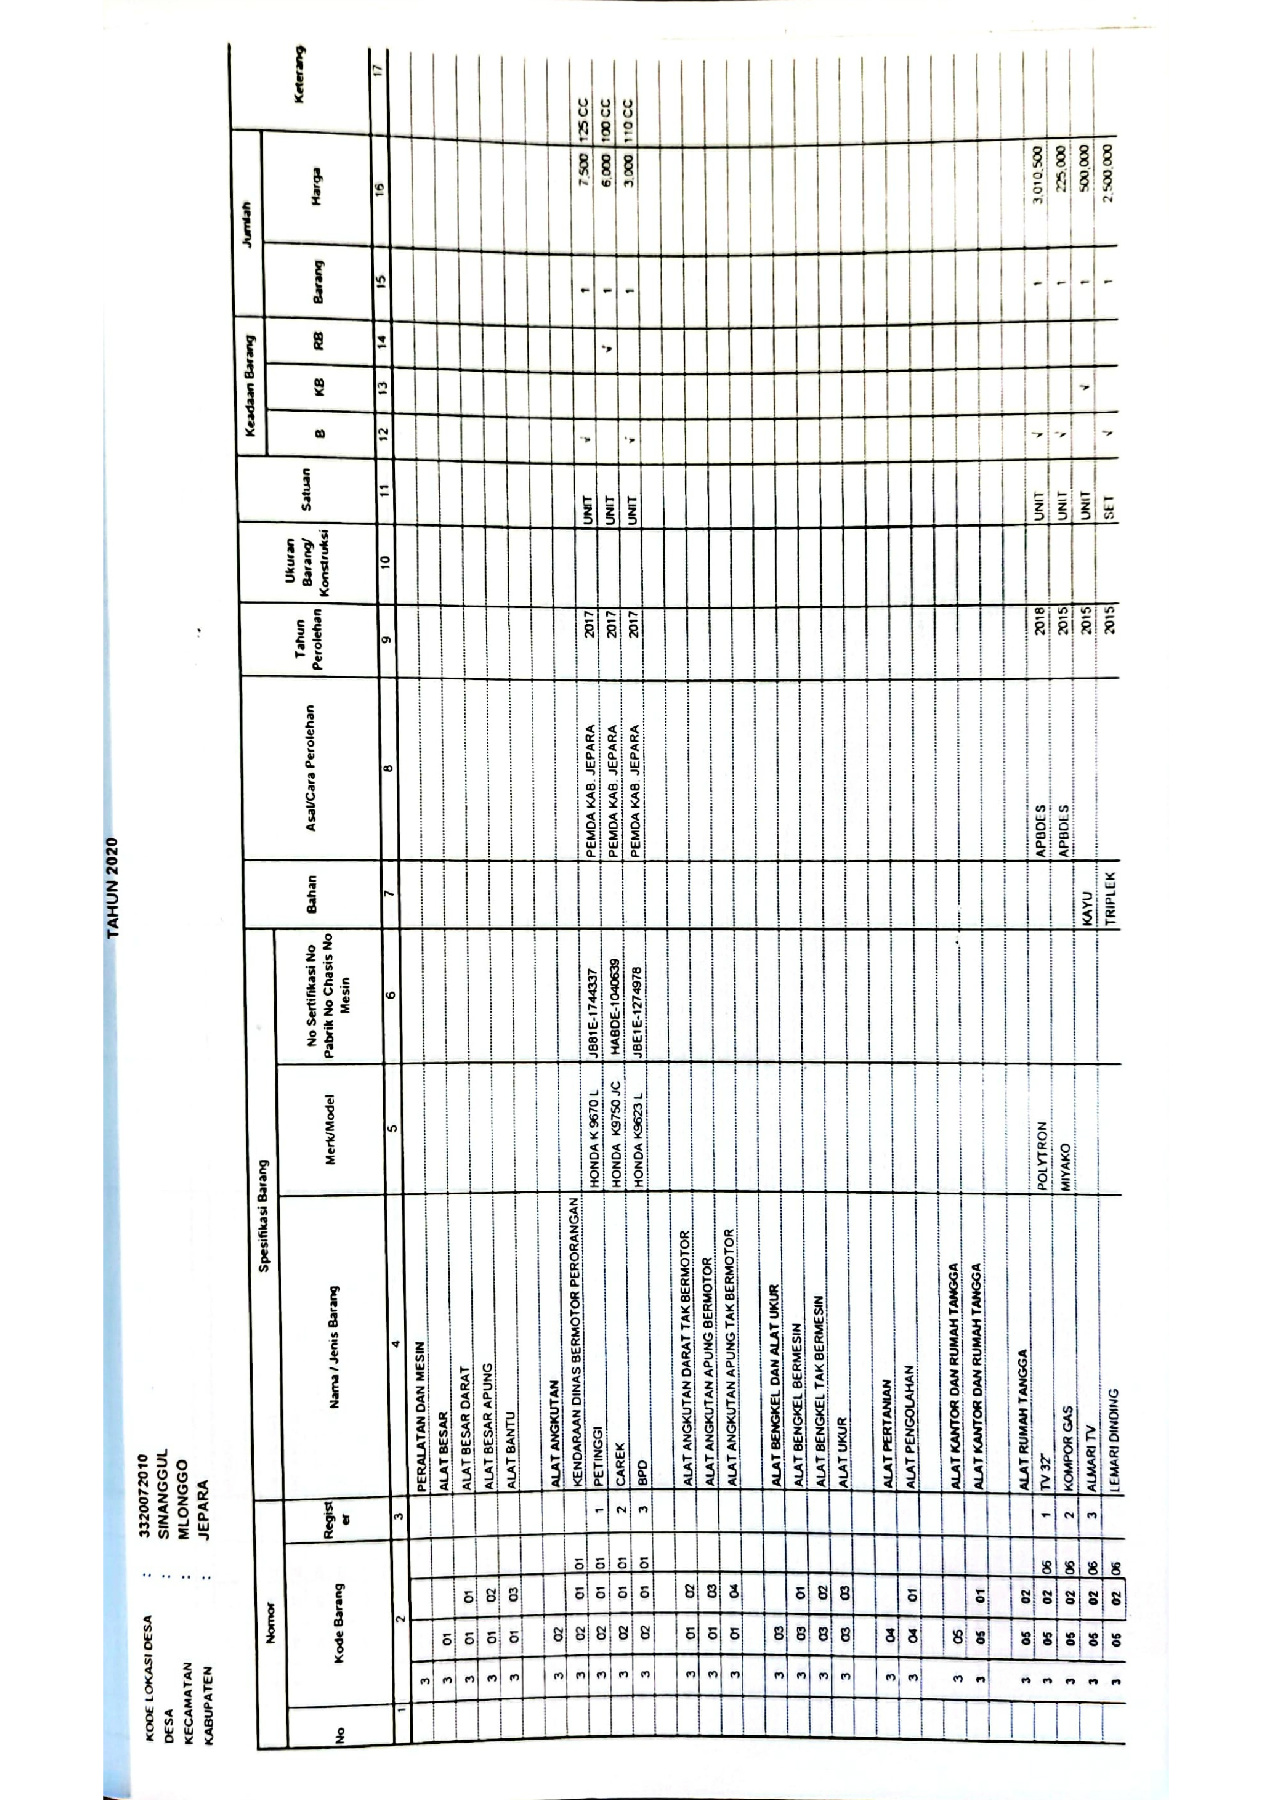 TAHUN 2020
KODE LOKASI DESA : 3320072010
DESA : SINANGGUL
KECAMATAN : MLONGGO
KABUPATEN : JEPARA
Nomor Spesifikasi Barang Keadaan Barang Jumlah
No Kode Barang Register Nama / Jenis Barang Merk/Model No Sertifikasi No Pabrik No Chasis No Mesin Bahan Asal/Cara Perolehan Tahun Perolehan Ukuran Barang/ Konstruksi Satuan B KB RB Barang Harga Keterang
1 2 3 4 5 6 7 8 9 10 11 12 13 14 15 16 17
3 PERALATAN DAN MESIN
3 01 ALAT BESAR
3 01 01 ALAT BESAR DARAT
3 01 02 ALAT BESAR APUNG
3 01 03 ALAT BANTU
3 02 ALAT ANGKUTAN
3 02 01 01 KENDARAAN DINAS BERMOTOR PERORANGAN
3 02 01 01 1 PETINGGI HONDA K 9670 L JB81E-1744337 PEMDA KAB. JEPARA 2017 UNIT √ 1 7,500 125 CC
3 02 01 01 2 CAREK HONDA K9750 JC HABDE-1040639 PEMDA KAB. JEPARA 2017 UNIT √ 1 6,000 100 CC
3 02 01 01 3 BPD HONDA K9623 L JBE1E-1274978 PEMDA KAB. JEPARA 2017 UNIT √ 1 3,000 110 CC
3 01 02 ALAT ANGKUTAN DARAT TAK BERMOTOR
3 01 03 ALAT ANGKUTAN APUNG BERMOTOR
3 01 04 ALAT ANGKUTAN APUNG TAK BERMOTOR
3 03 ALAT BENGKEL DAN ALAT UKUR
3 03 01 ALAT BENGKEL BERMESIN
3 03 02 ALAT BENGKEL TAK BERMESIN
3 03 03 ALAT UKUR
3 04 ALAT PERTANIAN
3 04 01 ALAT PENGOLAHAN
3 05 ALAT KANTOR DAN RUMAH TANGGA
3 05 01 ALAT KANTOR DAN RUMAH TANGGA
3 05 02 ALAT RUMAH TANGGA
3 05 02 06 1 TV 32" POLYTRON APBDES 2018 UNIT √ 1 3,010,500
3 05 02 06 2 KOMPOR GAS MIYAKO APBDES 2015 UNIT √ 1 225,000
3 05 02 06 3 ALMARI TV KAYU 2015 UNIT √ 1 500,000
3 05 02 06 LEMARI DINDING TRIPLEK 2015 SET √ 1 2,500,000